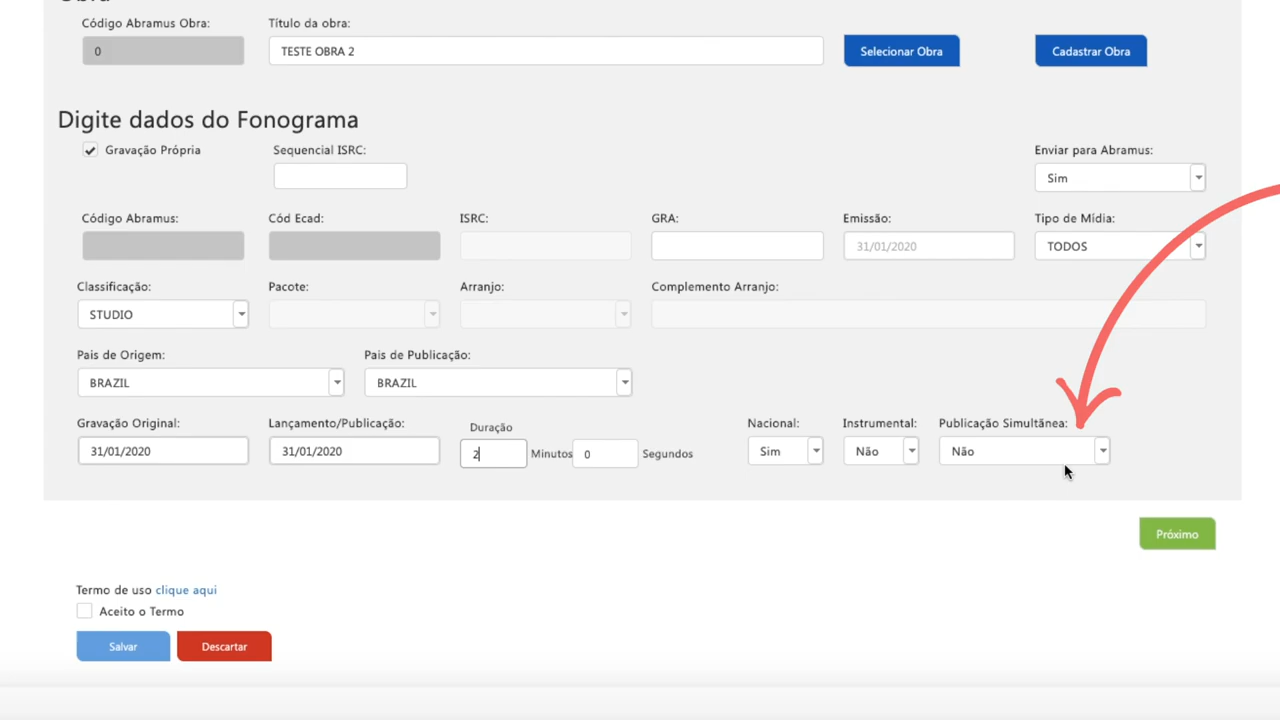 Código Abramus Obra: Título da obra:
0 TESTE OBRA 2 Selecionar Obra Cadastrar Obra
Digite dados do Fonograma
Gravação Própria Sequencial ISRC: Enviar para Abramus:
Sim
Código Abramus: Cód Ecad: ISRC: GRA: Emissão: Tipo de Mídia:
31/01/2020 TODOS
Classificação: Pacote: Arranjo: Complemento Arranjo:
STUDIO
Pais de Origem: Pais de Publicação:
BRAZIL BRAZIL
Gravação Original: Lançamento/Publicação: Duração Nacional: Instrumental: Publicação Simultânea:
31/01/2020 31/01/2020 2 Minutos 0 Segundos Sim Não Não
Próximo
Termo de uso clique aqui
Aceito o Termo
Salvar Descartar